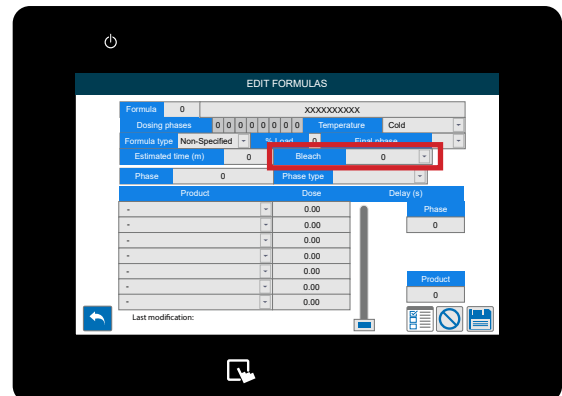 EDIT FORMULAS
Formula 0 XXXXXXXXXX
Dosing phases 0 0 0 0 0 0 0 0 Temperature Cold
Formula type Non-Specified % Load 0 Final phase
Estimated time (m) 0 Bleach 0
Phase 0 Phase type
Product Dose Delay (s)
- 0.00 Phase
- 0.00 0
- 0.00
- 0.00
- 0.00 Product
- 0.00 0
- 0.00
Last modification: